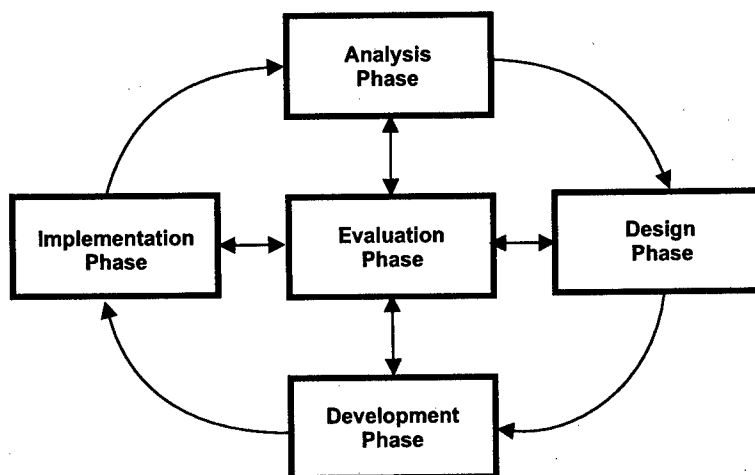 Analysis
Phase
Implementation
Phase
Evaluation
Phase
Design
Phase
Development
Phase